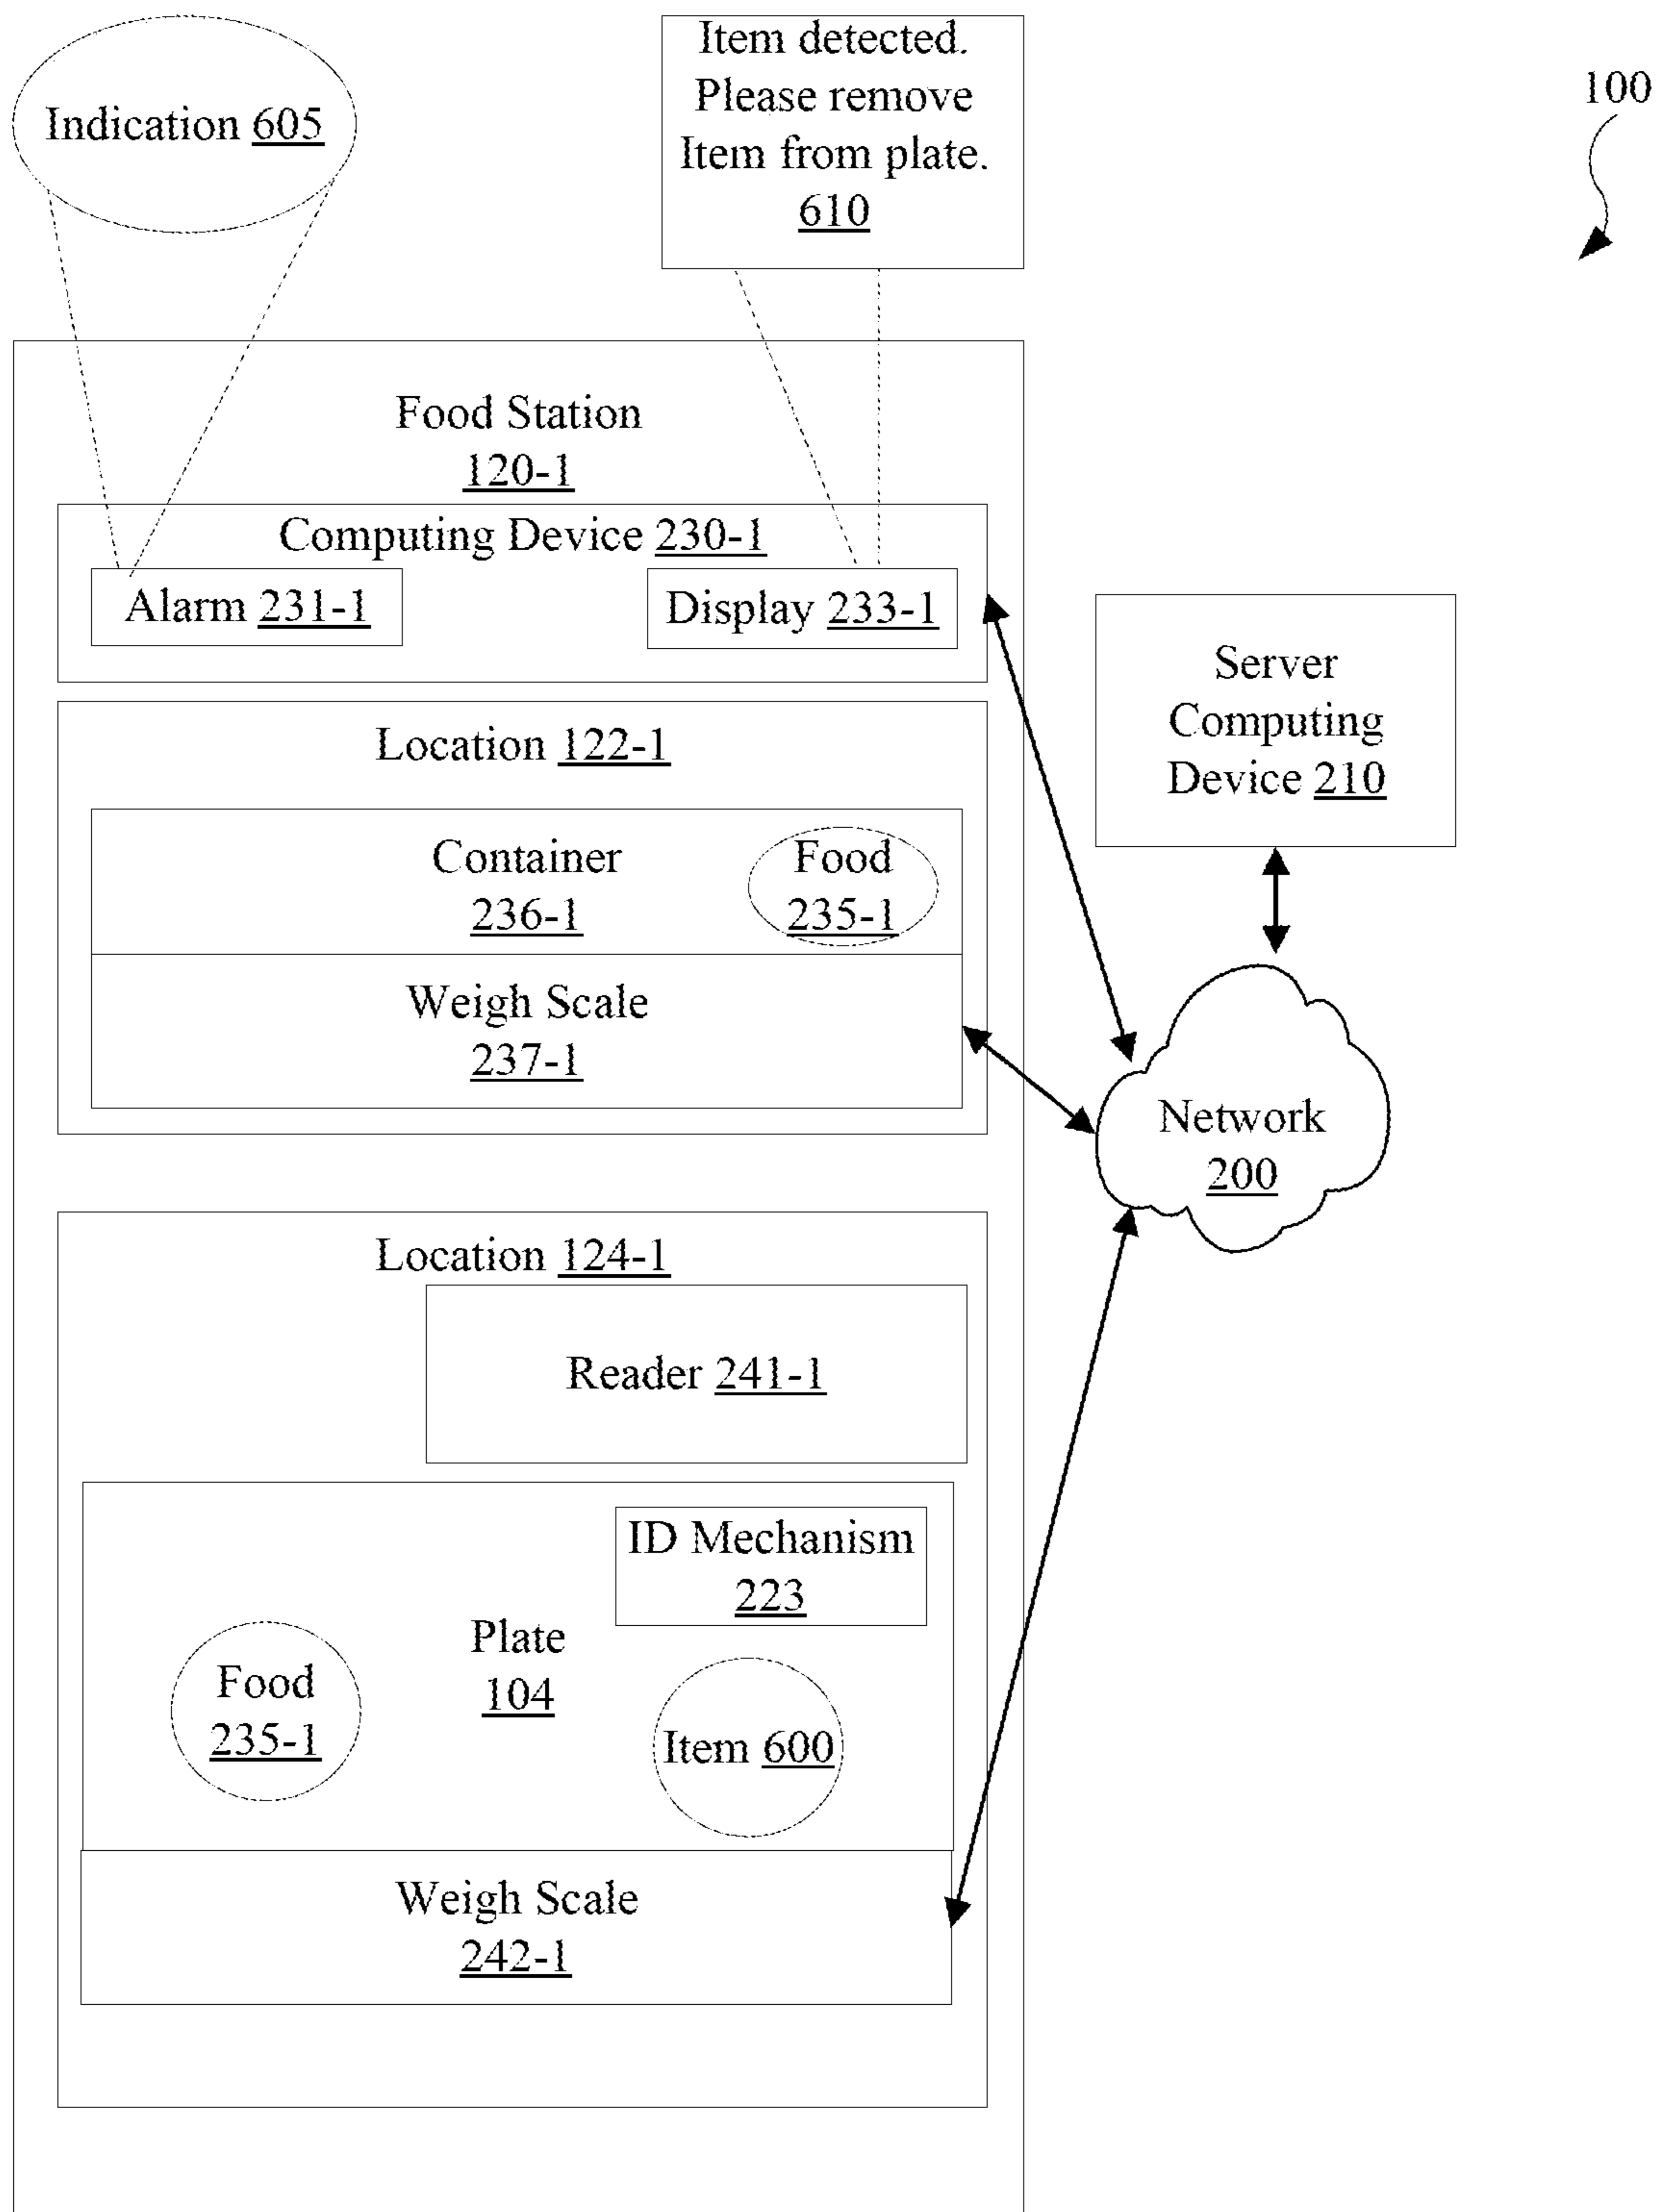 Indication 605
Item detected.
Please remove
Item from plate.
610
100
Food Station
120-1
Computing Device 230-1
Alarm 231-1
Display 233-1
Server
Computing
Device 210
Location 122-1
Container
236-1
Food
235-1
Weigh Scale
237-1
Network
200
Location 124-1
Reader 241-1
ID Mechanism
223
Plate
104
Food
235-1
Item 600
Weigh Scale
242-1